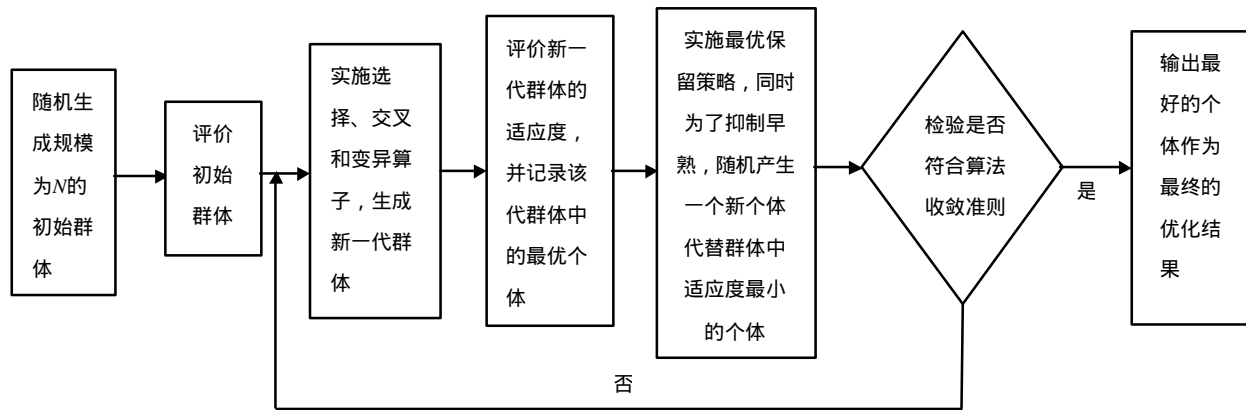 随机生
成规模
为N的
初始群
体
评价
初始
群体
实施选
择、交叉
和变异算
子，生成
新一代群
体
评价新一
代群体的
适应度，
并记录该
代群体中
的最优个
体
实施最优保
留策略，同时
为了抑制早
熟，随机产生
一个新个体
代替群体中
适应度最小
的个体
检验是否
符合算法
收敛准则
是
输出最
好的个
体作为
最终的
优化结
果
否